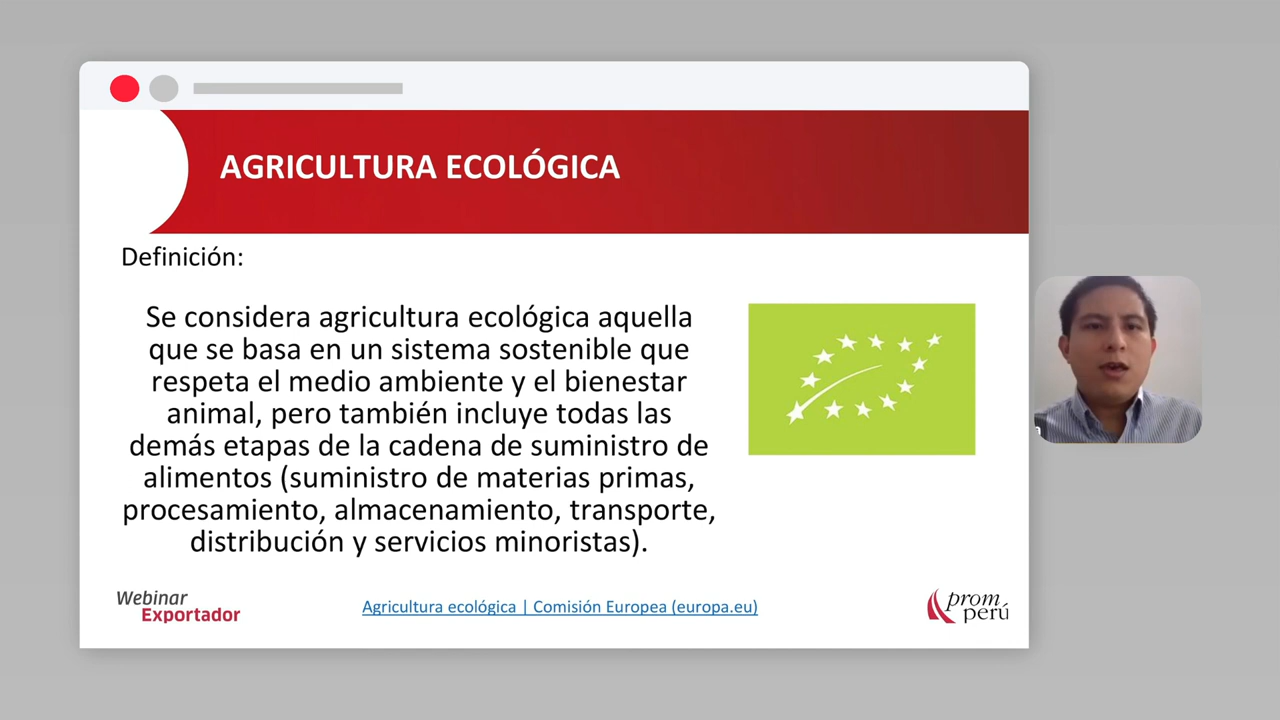 AGRICULTURA ECOLÓGICA
Definición:
Se considera agricultura ecológica aquella
que se basa en un sistema sostenible que
respeta el medio ambiente y el bienestar
animal, pero también incluye todas las
demás etapas de la cadena de suministro de
alimentos (suministro de materias primas,
procesamiento, almacenamiento, transporte,
distribución y servicios minoristas).
Webinar
Exportador
Agricultura ecológica | Comisión Europea (europa.eu)
prom
perú